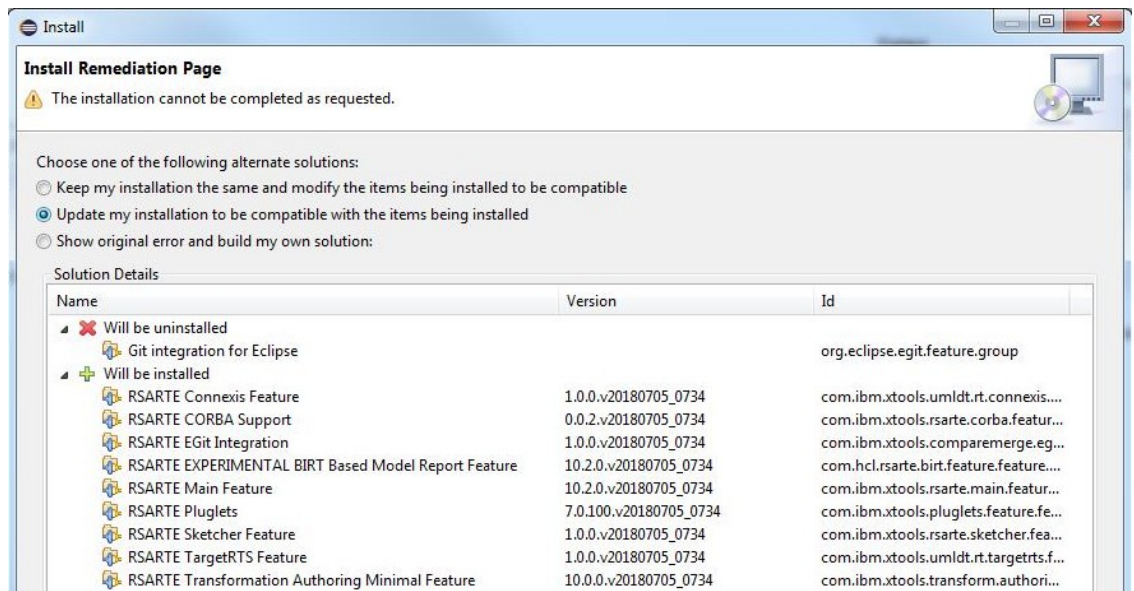 Install
Install Remediation Page
The installation cannot be completed as requested.
Choose one of the following alternate solutions:
Keep my installation the same and modify the items being installed to be compatible
Update my installation to be compatible with the items being installed
Show original error and build my own solution:
Solution Details
Name Version Id
Will be uninstalled
Git integration for Eclipse org.eclipse.egit.feature.group
Will be installed
RSARTE Connexis Feature 1.0.0.v20180705_0734 com.ibm.xtools.umldt.rt.connexis....
RSARTE CORBA Support 0.0.2.v20180705_0734 com.ibm.xtools.rsarte.corba.featur...
RSARTE EGit Integration 1.0.0.v20180705_0734 com.ibm.xtools.comparemerge.eg...
RSARTE EXPERIMENTAL BIRT Based Model Report Feature 10.2.0.v20180705_0734 com.hcl.rsarte.birt.feature.feature....
RSARTE Main Feature 10.2.0.v20180705_0734 com.ibm.xtools.rsarte.main.featur...
RSARTE Pluglets 7.0.100.v20180705_0734 com.ibm.xtools.pluglets.feature.fe...
RSARTE Sketcher Feature 1.0.0.v20180705_0734 com.ibm.xtools.rsarte.sketcher.fea...
RSARTE TargetRTS Feature 1.0.0.v20180705_0734 com.ibm.xtools.umldt.rt.targetrts.f...
RSARTE Transformation Authoring Minimal Feature 10.0.0.v20180705_0734 com.ibm.xtools.transform.authori...